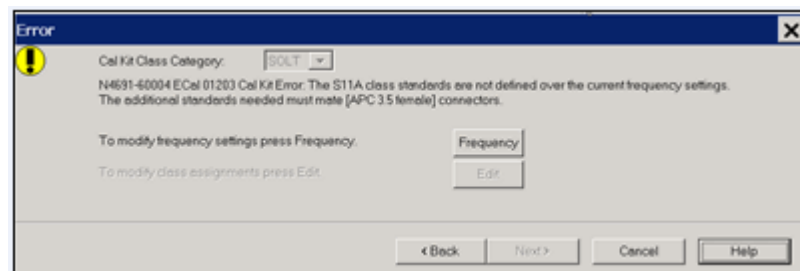 Error
Cal Kit Class Category: SOLT
N4691-60004 ECal 01203 Cal Kit Error: The S11A class standards are not defined over the current frequency settings.
The additional standards needed must mate [APC 3.5 female] connectors.
To modify frequency settings press Frequency. Frequency
To modify class assignments press Edit. Edit
< Back Next > Cancel Help